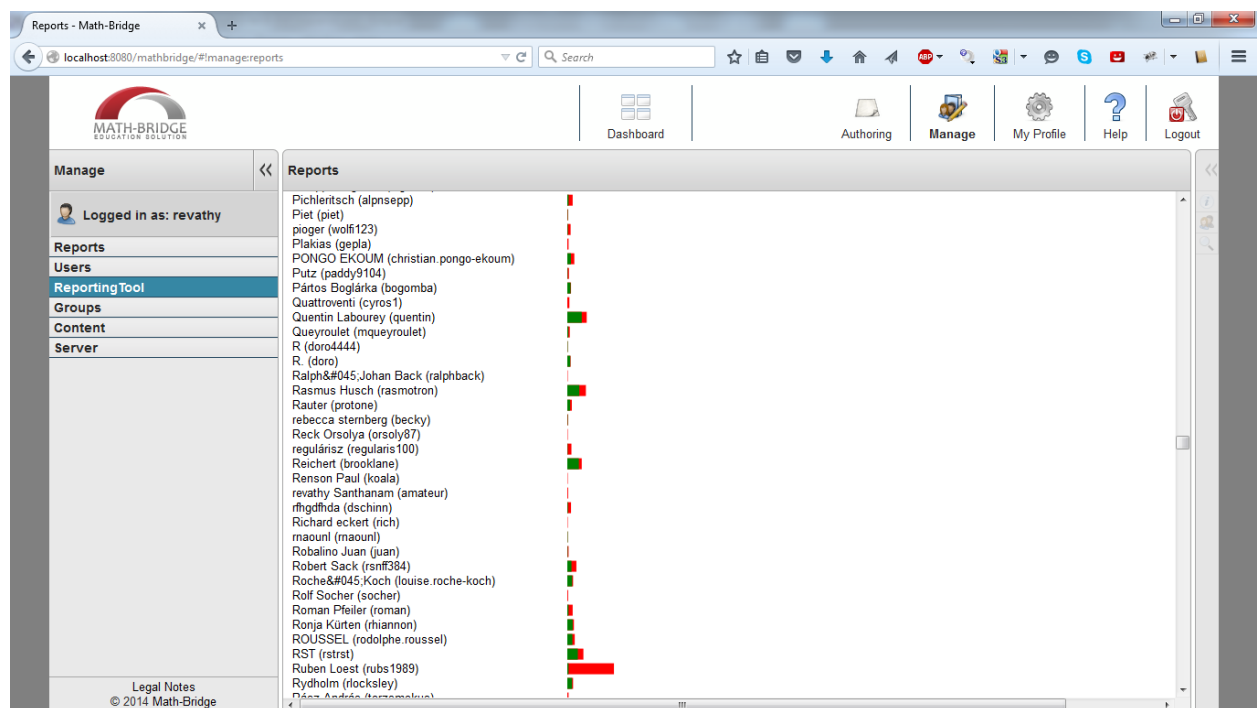 Reports - Math-Bridge
localhost:8080/mathbridge/#!manage:reports
Search
ABP
MATH-BRIDGE
EDUCATION SOLUTION
Dashboard
Authoring
Manage
My Profile
Help
Logout
Manage
Reports
Logged in as: revathy
Reports
Users
ReportingTool
Groups
Content
Server
Pichleritsch (alpnsepp)
Piet (piet)
pioger (wolfi123)
Plakias (gepla)
PONGO EKOUM (christian.pongo-ekoum)
Putz (paddy9104)
Pártos Boglárka (bogomba)
Quattroventi (cyros1)
Quentin Labourey (quentin)
Queyroulet (mqueyroulet)
R (doro4444)
R. (doro)
Ralph&#045;Johan Back (ralphback)
Rasmus Husch (rasmotron)
Rauter (protone)
rebecca sternberg (becky)
Reck Orsolya (orsoly87)
regulárisz (regularis100)
Reichert (brooklane)
Renson Paul (koala)
revathy Santhanam (amateur)
rfhgdfhda (dschinn)
Richard eckert (rich)
rnaounl (rnaounl)
Robalino Juan (juan)
Robert Sack (rsnff384)
Roche&#045;Koch (louise.roche-koch)
Rolf Socher (socher)
Roman Pfeiler (roman)
Ronja Kürten (rhiannon)
ROUSSEL (rodolphe.roussel)
RST (rstrst)
Ruben Loest (rubs1989)
Rydholm (rlocksley)
Legal Notes
© 2014 Math-Bridge